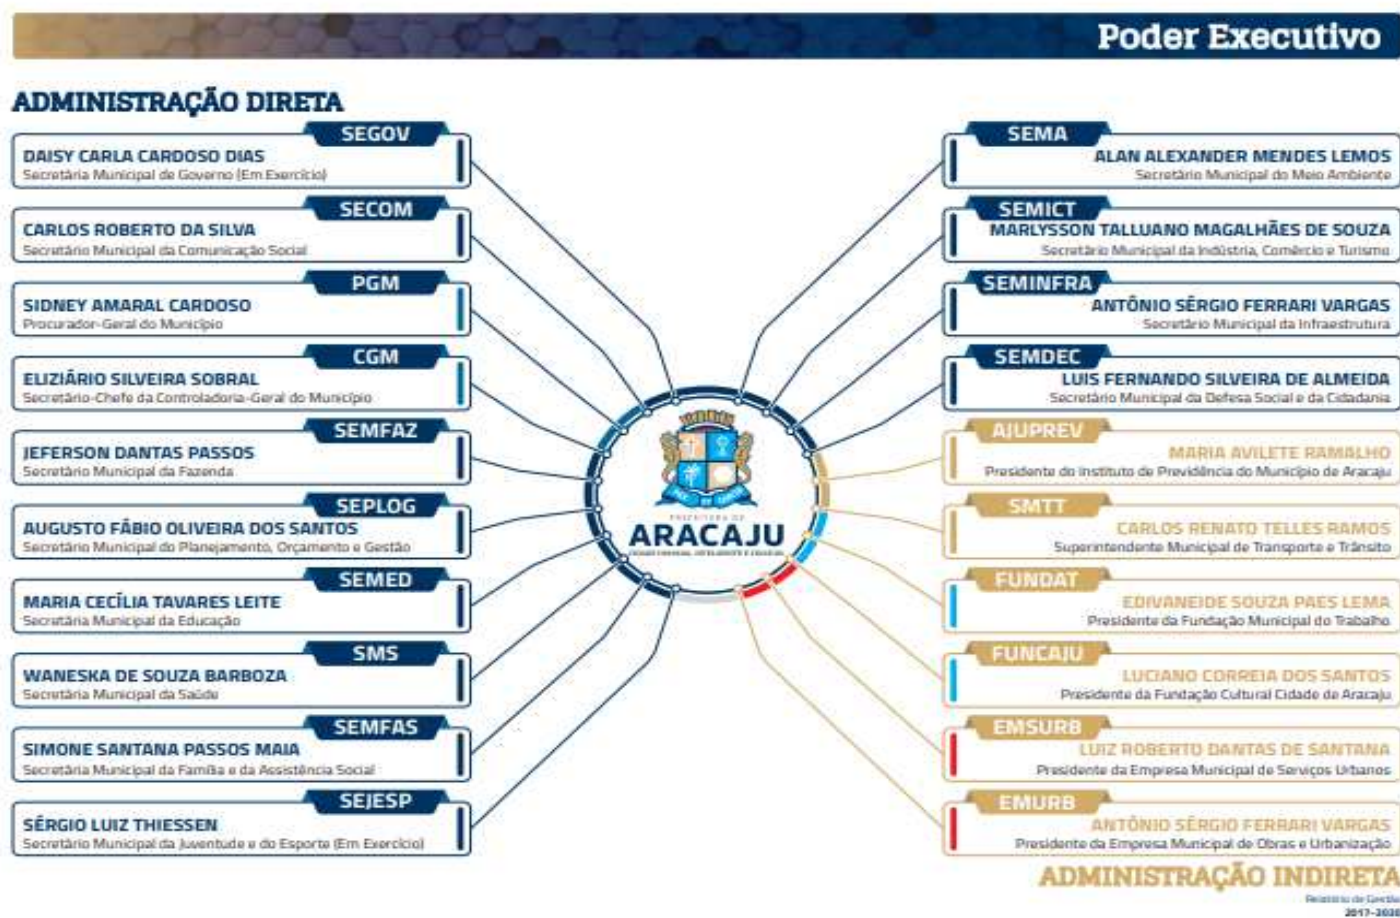 Poder Executivo
ADMINISTRAÇÃO DIRETA
SEGOV
DAISY CARLA CARDOSO DIAS
Secretária Municipal de Governo (Em Exercício)
SECOM
CARLOS ROBERTO DA SILVA
Secretário Municipal da Comunicação Social
PGM
SIDNEY AMARAL CARDOSO
Procurador-Geral do Município
CGM
ELIZIÁRIO SILVEIRA SOBRAL
Secretário-Chefe da Controladoria-Geral do Município
SEMFAZ
JEFERSON DANTAS PASSOS
Secretário Municipal da Fazenda
SEPLOG
AUGUSTO FÁBIO OLIVEIRA DOS SANTOS
Secretário Municipal do Planejamento, Orçamento e Gestão
SEMED
MARIA CECÍLIA TAVARES LEITE
Secretária Municipal da Educação
SMS
WANESKA DE SOUZA BARBOZA
Secretária Municipal da Saúde
SEMFAS
SIMONE SANTANA PASSOS MAIA
Secretária Municipal da Família e da Assistência Social
SEJESP
SÉRGIO LUIZ THIESSEN
Secretário Municipal da Juventude e do Esporte (Em Exercício)
PREFEITURA DE
ARACAJU
CIDADE HUMANA, INTELIGENTE E CRIATIVA
SEMA
ALAN ALEXANDER MENDES LEMOS
Secretário Municipal do Meio Ambiente
SEMICT
MARLYSSON TALLUANO MAGALHÃES DE SOUZA
Secretário Municipal da Indústria, Comércio e Turismo
SEMINFRA
ANTÔNIO SÉRGIO FERRARI VARGAS
Secretário Municipal da Infraestrutura
SEMDEC
LUIS FERNANDO SILVEIRA DE ALMEIDA
Secretário Municipal da Defesa Social e da Cidadania
AJUPREV
MARIA AVILETE RAMALHO
Presidente do Instituto de Previdência do Município de Aracaju
SMTT
CARLOS RENATO TELLES RAMOS
Superintendente Municipal de Transporte e Trânsito
FUNDAT
EDIVANEIDE SOUZA PAES LEMA
Presidente da Fundação Municipal do Trabalho
FUNCAJU
LUCIANO CORREIA DOS SANTOS
Presidente da Fundação Cultural Cidade de Aracaju
EMSURB
LUIZ ROBERTO DANTAS DE SANTANA
Presidente da Empresa Municipal de Serviços Urbanos
EMURB
ANTÔNIO SÉRGIO FERRARI VARGAS
Presidente da Empresa Municipal de Obras e Urbanização
ADMINISTRAÇÃO INDIRETA
Relatório de Gestão
2017-2020